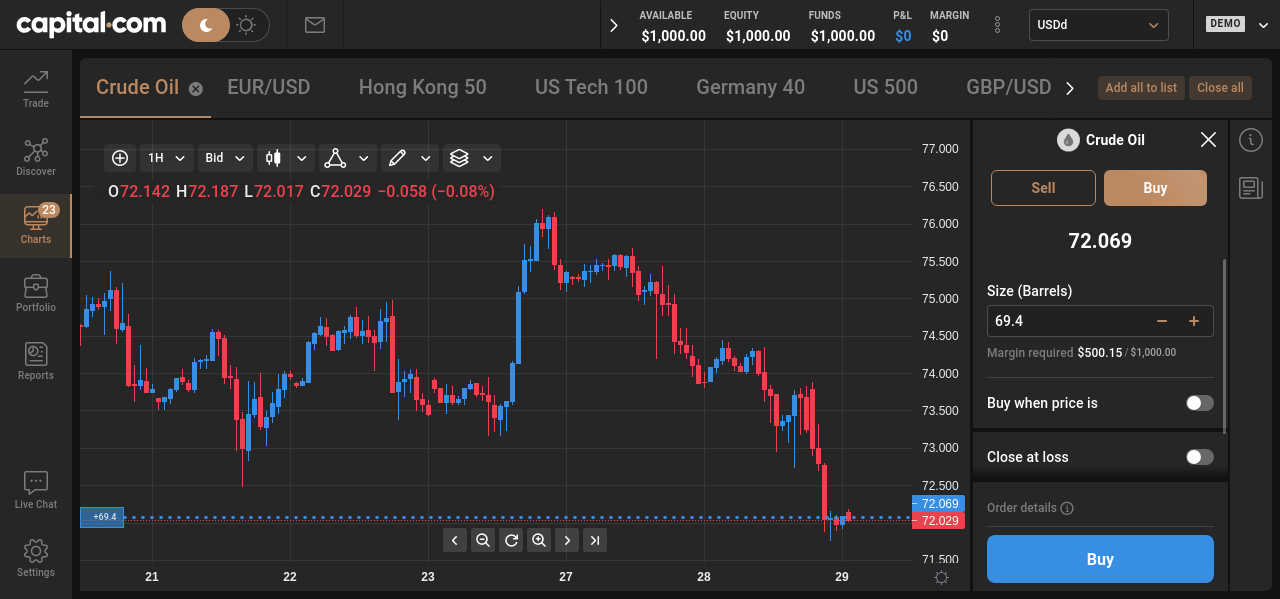 capital.com
AVAILABLE EQUITY FUNDS P&L MARGIN
$1,000.00 $1,000.00 $1,000.00 $0 $0
USDd
DEMO
Trade
Discover
23
Charts
Portfolio
Reports
Live Chat
Settings
Crude Oil EUR/USD Hong Kong 50 US Tech 100 Germany 40 US 500 GBP/USD
Add all to list Close all
1H Bid
O72.142 H72.187 L72.017 C72.029 −0.058 (−0.08%)
77.000
76.500
76.000
75.500
75.000
74.500
74.000
73.500
73.000
72.500
72.069
72.029
71.500
+69.4
21 22 23 27 28 29
Crude Oil
Sell Buy
72.069
Size (Barrels)
69.4
Margin required $500.15 / $1,000.00
Buy when price is
Close at loss
Order details
Buy